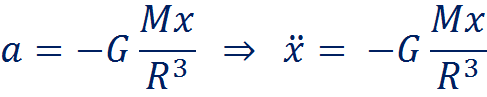 a = −G Mx/R³ ⇒ ẍ = −G Mx/R³